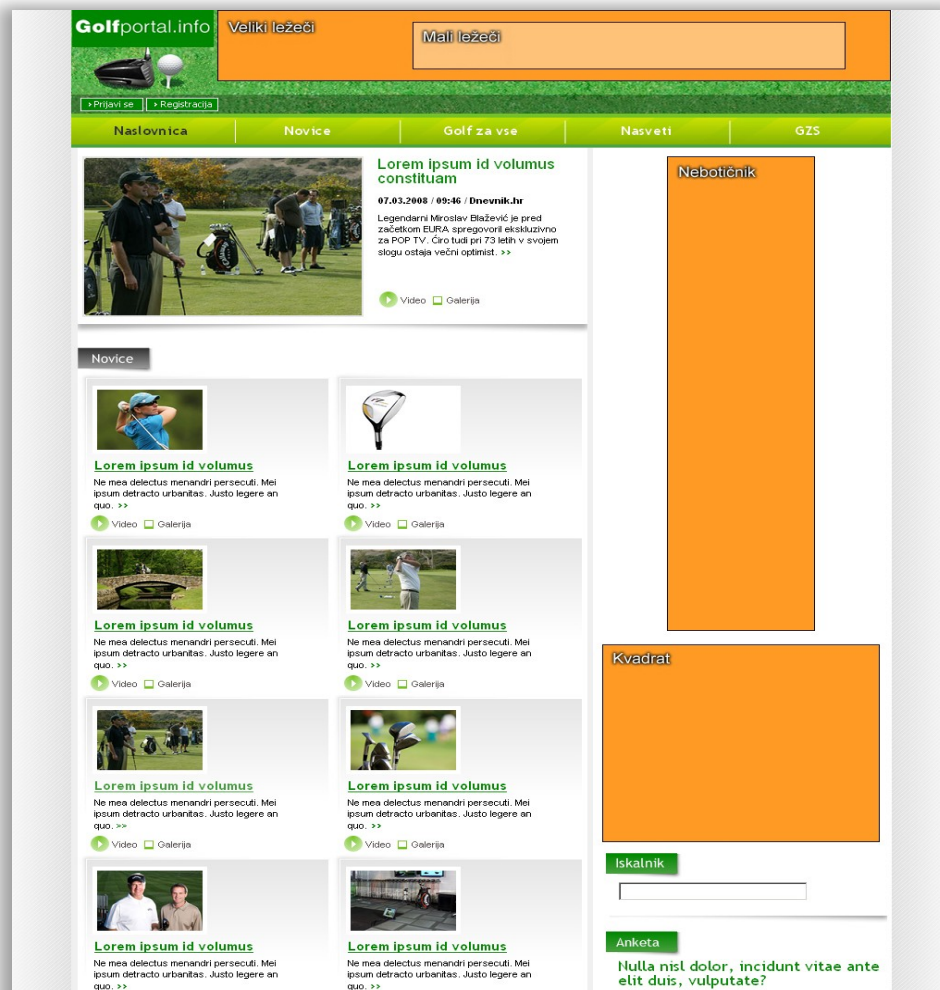 Golfportal.info
Veliki ležeči
Mali ležeči
Prijavi se
Registracija
Naslovnica
Novice
Golf za vse
Nasveti
GZS
Lorem ipsum id volumus
constituam
07.03.2008 / 09:46 / Dnevnik.hr
Legendarni Miroslav Blažević je pred
začetkom EURA spregovoril ekskluzivno
za POP TV. Ćiro tudi pri 73 letih v svojem
slogu ostaja večni optimist. >>
Video Galerija
Nebotičnik
Novice
Lorem ipsum id volumus
Ne mea delectus menandri persecuti. Mei
ipsum detracto urbanitas. Justo legere an
quo. >>
Video Galerija
Lorem ipsum id volumus
Ne mea delectus menandri persecuti. Mei
ipsum detracto urbanitas. Justo legere an
quo. >>
Video Galerija
Lorem ipsum id volumus
Ne mea delectus menandri persecuti. Mei
ipsum detracto urbanitas. Justo legere an
quo. >>
Video Galerija
Lorem ipsum id volumus
Ne mea delectus menandri persecuti. Mei
ipsum detracto urbanitas. Justo legere an
quo. >>
Video Galerija
Lorem ipsum id volumus
Ne mea delectus menandri persecuti. Mei
ipsum detracto urbanitas. Justo legere an
quo. >>
Video Galerija
Lorem ipsum id volumus
Ne mea delectus menandri persecuti. Mei
ipsum detracto urbanitas. Justo legere an
quo. >>
Video Galerija
Lorem ipsum id volumus
Ne mea delectus menandri persecuti. Mei
ipsum detracto urbanitas. Justo legere an
quo. >>
Lorem ipsum id volumus
Ne mea delectus menandri persecuti. Mei
ipsum detracto urbanitas. Justo legere an
quo. >>
Kvadrat
Iskalnik
Anketa
Nulla nisl dolor, incidunt vitae ante
elit duis, vulputate?